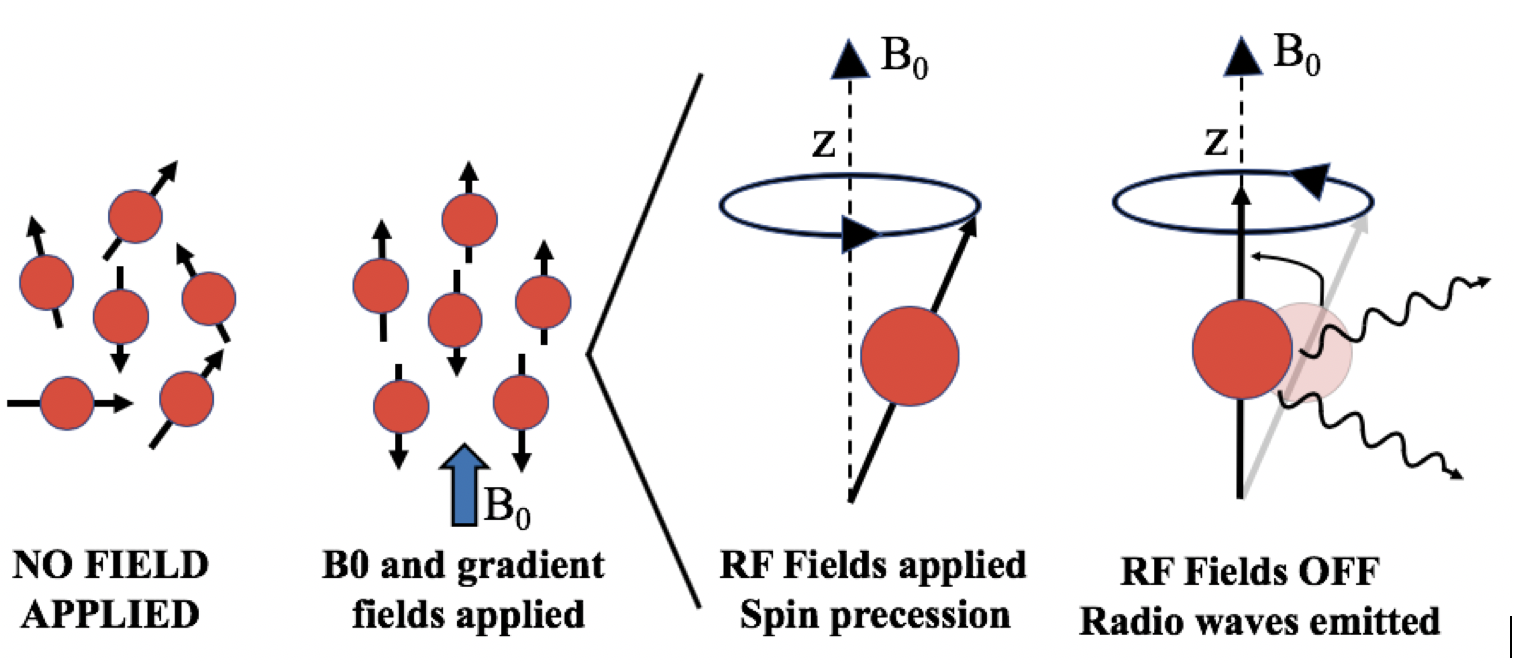 B₀
B₀
Z
Z
B₀
NO FIELD
APPLIED
B0 and gradient
fields applied
RF Fields applied
Spin precession
RF Fields OFF
Radio waves emitted